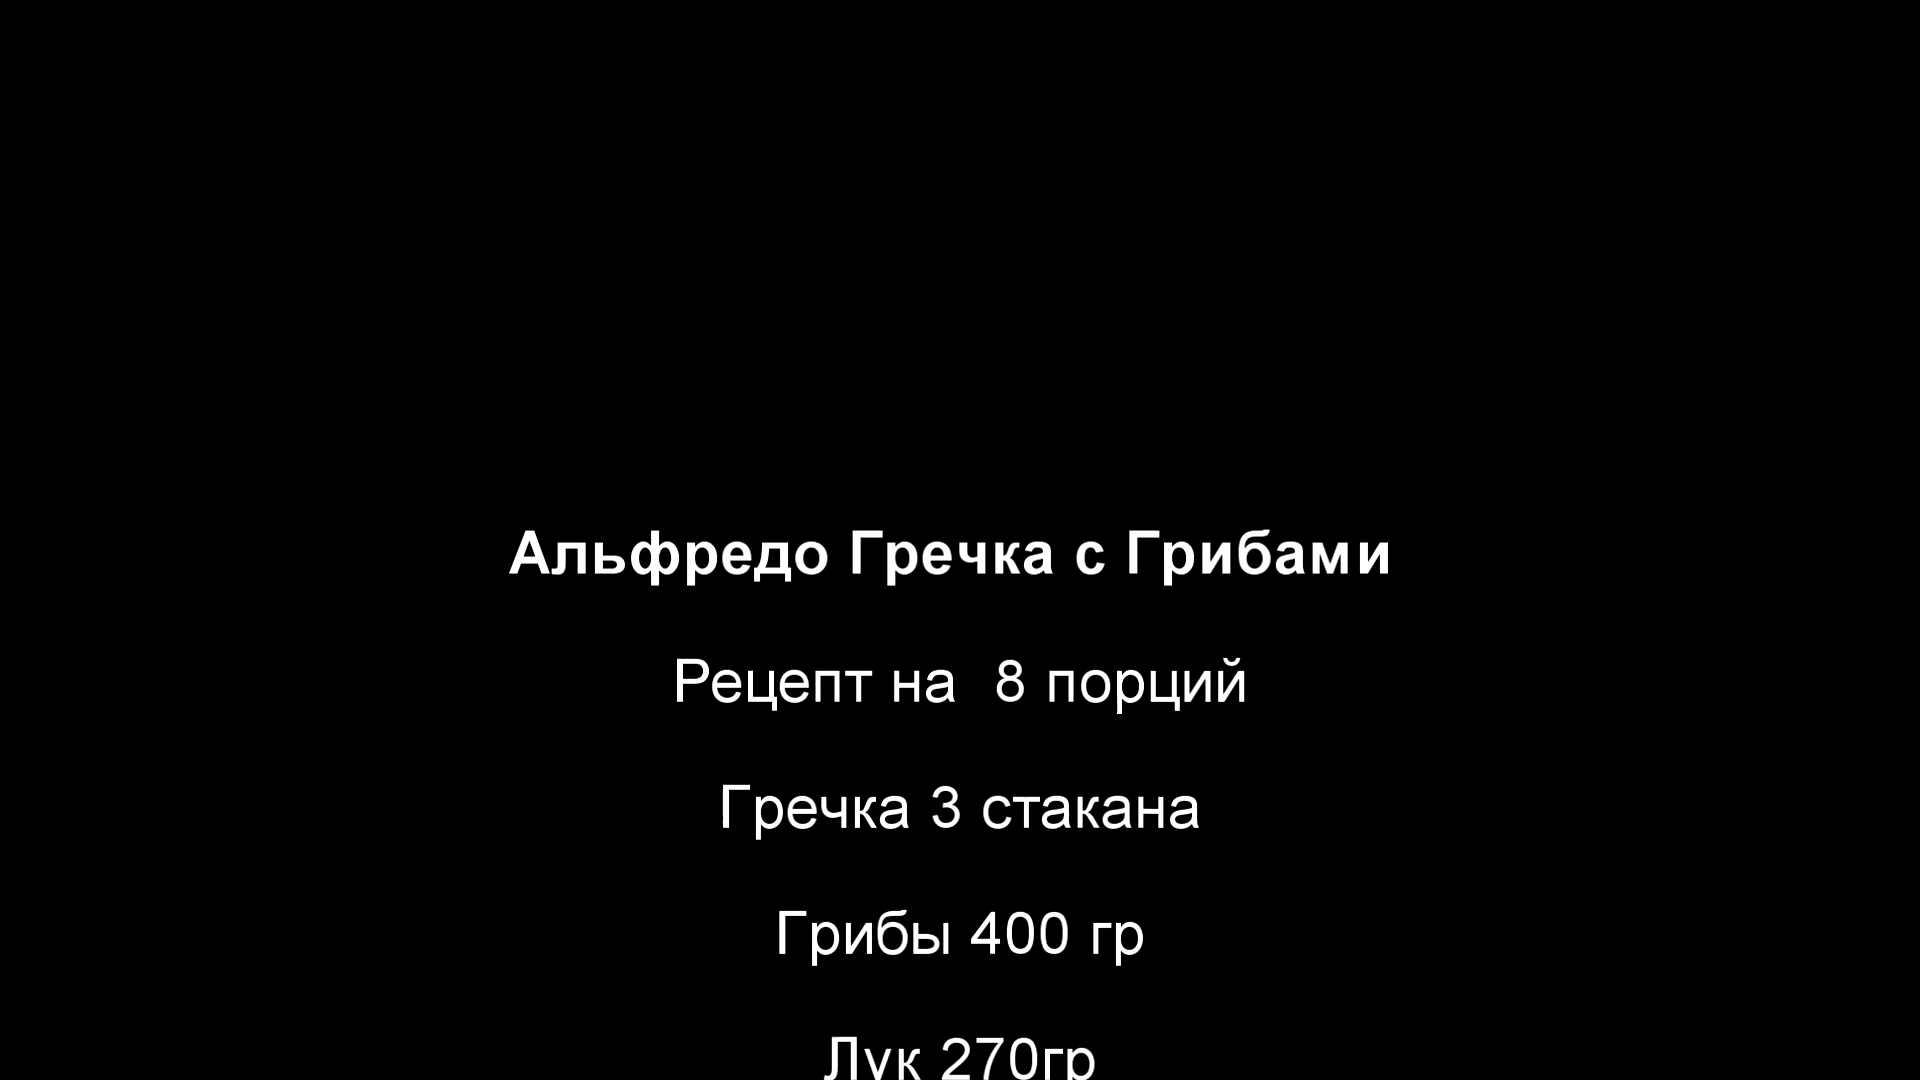 Альфредо Гречка с Грибами
Рецепт на  8 порций
Гречка 3 стакана
Грибы 400 гр
Лук 270гр